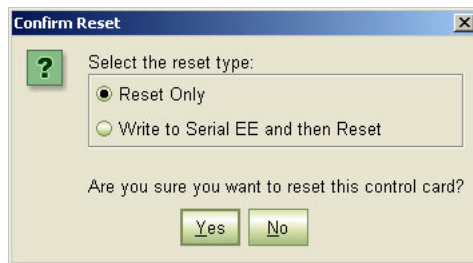 Confirm Reset
Select the reset type:
Reset Only
Write to Serial EE and then Reset
Are you sure you want to reset this control card?
Yes No